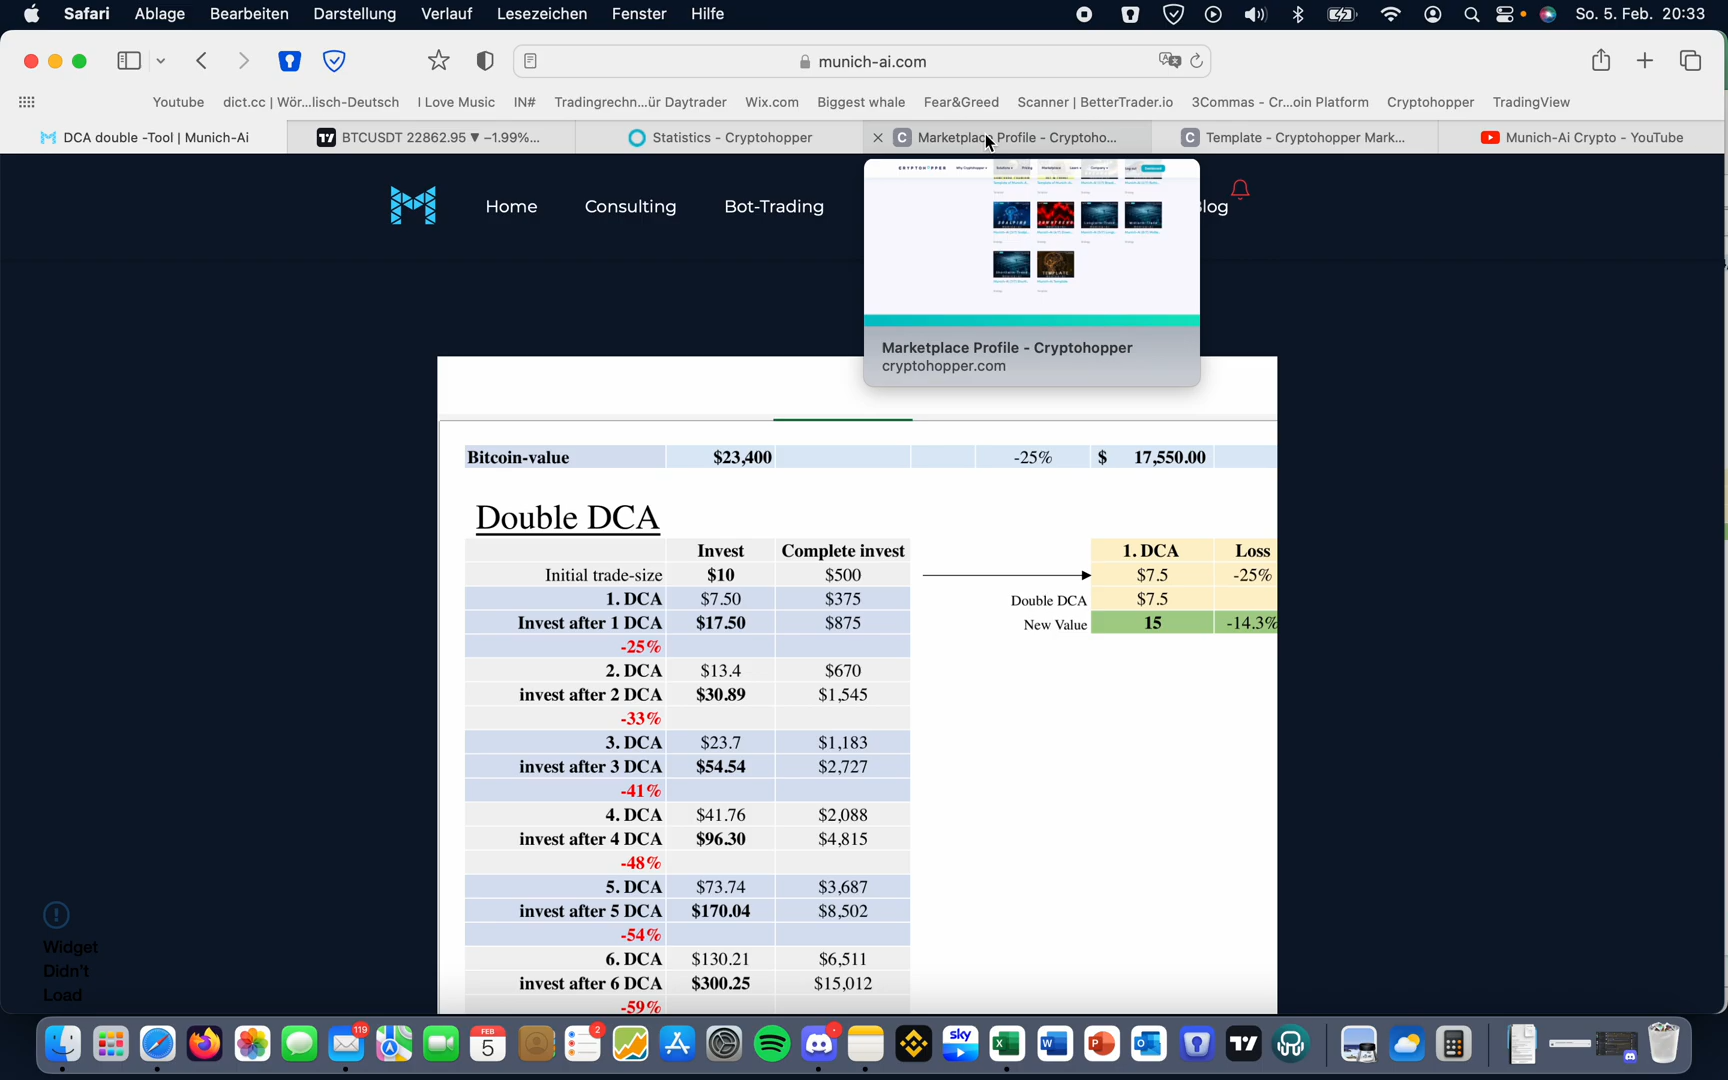 Safari Ablage Bearbeiten Darstellung Verlauf Lesezeichen Fenster Hilfe So. 5. Feb. 20:33
munich-ai.com
Youtube dict.cc | Wör...lisch-Deutsch I Love Music IN# Tradingrechn...ür Daytrader Wix.com Biggest whale Fear&Greed Scanner | BetterTrader.io 3Commas - Cr...oin Platform Cryptohopper TradingView
DCA double -Tool | Munich-Ai BTCUSDT 22862.95 ▼ −1.99%... Statistics - Cryptohopper Marketplace Profile - Cryptoho... Template - Cryptohopper Mark... Munich-Ai Crypto - YouTube
Home Consulting Bot-Trading log
CRYPTOHOPPER
Marketplace Profile - Cryptohopper
cryptohopper.com
Bitcoin-value $23,400 -25% $ 17,550.00
Double DCA
Invest Complete invest 1. DCA Loss
Initial trade-size $10 $500 $7.5 -25%
1. DCA $7.50 $375 Double DCA $7.5
Invest after 1 DCA $17.50 $875 New Value 15 -14.3%
-25%
2. DCA $13.4 $670
invest after 2 DCA $30.89 $1,545
-33%
3. DCA $23.7 $1,183
invest after 3 DCA $54.54 $2,727
-41%
4. DCA $41.76 $2,088
invest after 4 DCA $96.30 $4,815
-48%
5. DCA $73.74 $3,687
invest after 5 DCA $170.04 $8,502
-54%
6. DCA $130.21 $6,511
invest after 6 DCA $300.25 $15,012
-59%
Widget
Didn't
Load
119
FEB
5
2
sky